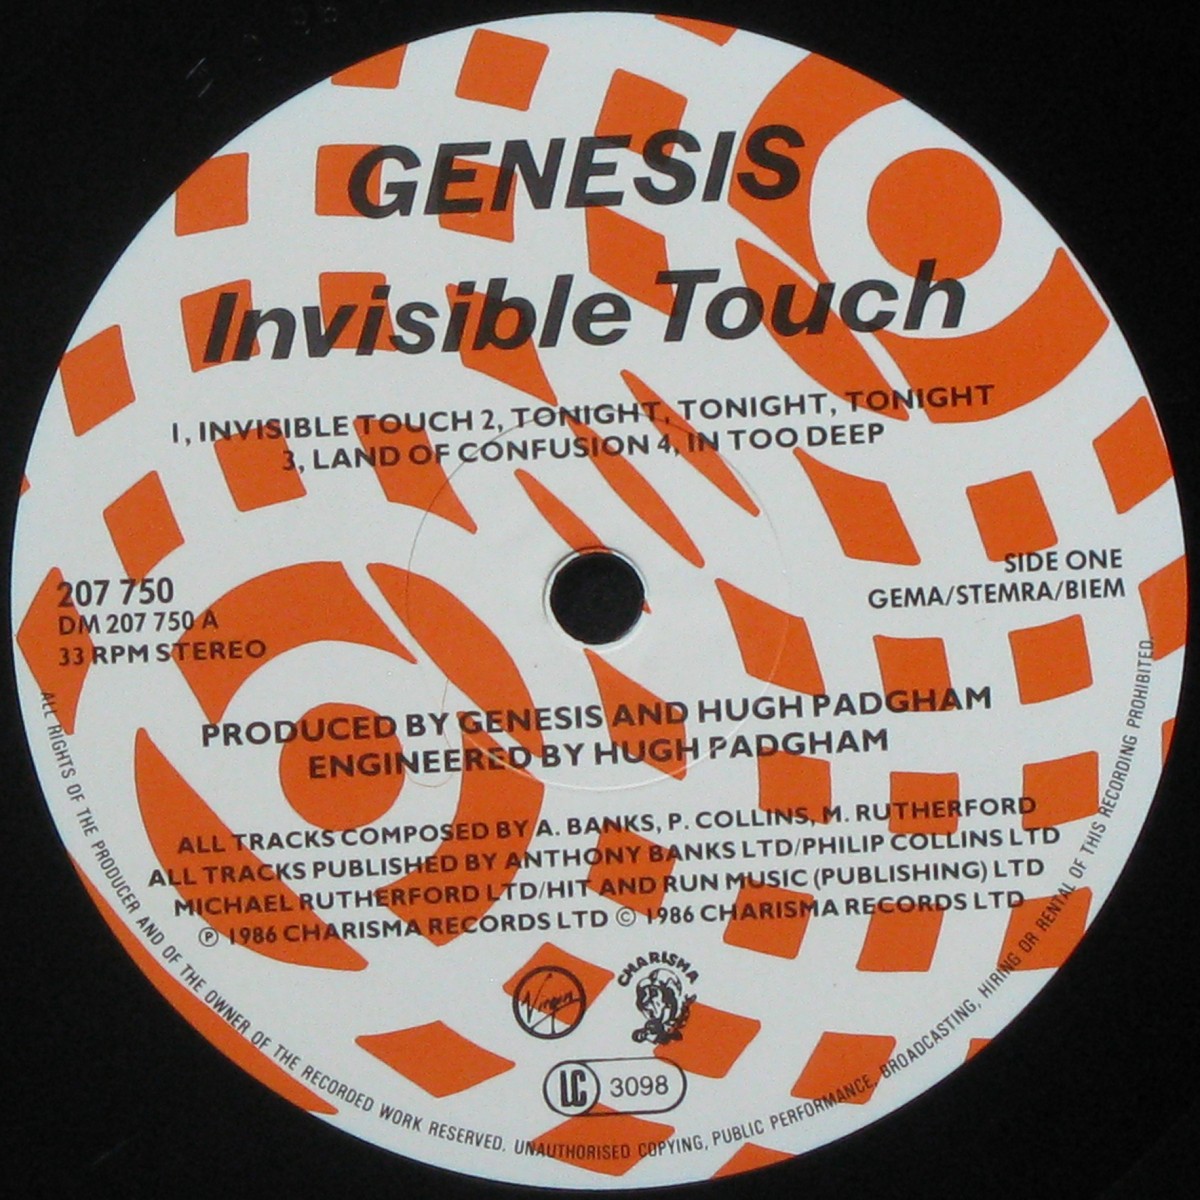 GENESIS
Invisible Touch
1, INVISIBLE TOUCH 2, TONIGHT, TONIGHT, TONIGHT
3, LAND OF CONFUSION 4, IN TOO DEEP
207 750
DM 207 750 A
33 RPM STEREO
SIDE ONE
GEMA/STEMRA/BIEM
PRODUCED BY GENESIS AND HUGH PADGHAM
ENGINEERED BY HUGH PADGHAM
ALL TRACKS COMPOSED BY A. BANKS, P. COLLINS, M. RUTHERFORD
ALL TRACKS PUBLISHED BY ANTHONY BANKS LTD/PHILIP COLLINS LTD
MICHAEL RUTHERFORD LTD/HIT AND RUN MUSIC (PUBLISHING) LTD
℗ 1986 CHARISMA RECORDS LTD © 1986 CHARISMA RECORDS LTD
Virgin
CHARISMA
LC 3098
ALL RIGHTS OF THE PRODUCER AND OF THE OWNER OF THE RECORDED WORK RESERVED. UNAUTHORISED COPYING, PUBLIC PERFORMANCE, BROADCASTING, HIRING OR RENTAL OF THIS RECORDING PROHIBITED.